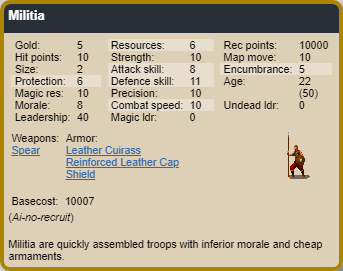 Militia
Gold: 5 Resources: 6 Rec points: 10000
Hit points: 10 Strength: 10 Map move: 10
Size: 2 Attack skill: 8 Encumbrance: 5
Protection: 6 Defence skill: 11 Age: 22
Magic res: 10 Precision: 10 (50)
Morale: 8 Combat speed: 10 Undead ldr: 0
Leadership: 40 Magic ldr: 0
Weapons: Armor:
Spear Leather Cuirass
Reinforced Leather Cap
Shield
Basecost: 10007
(Ai-no-recruit)
Militia are quickly assembled troops with inferior morale and cheap
armaments.